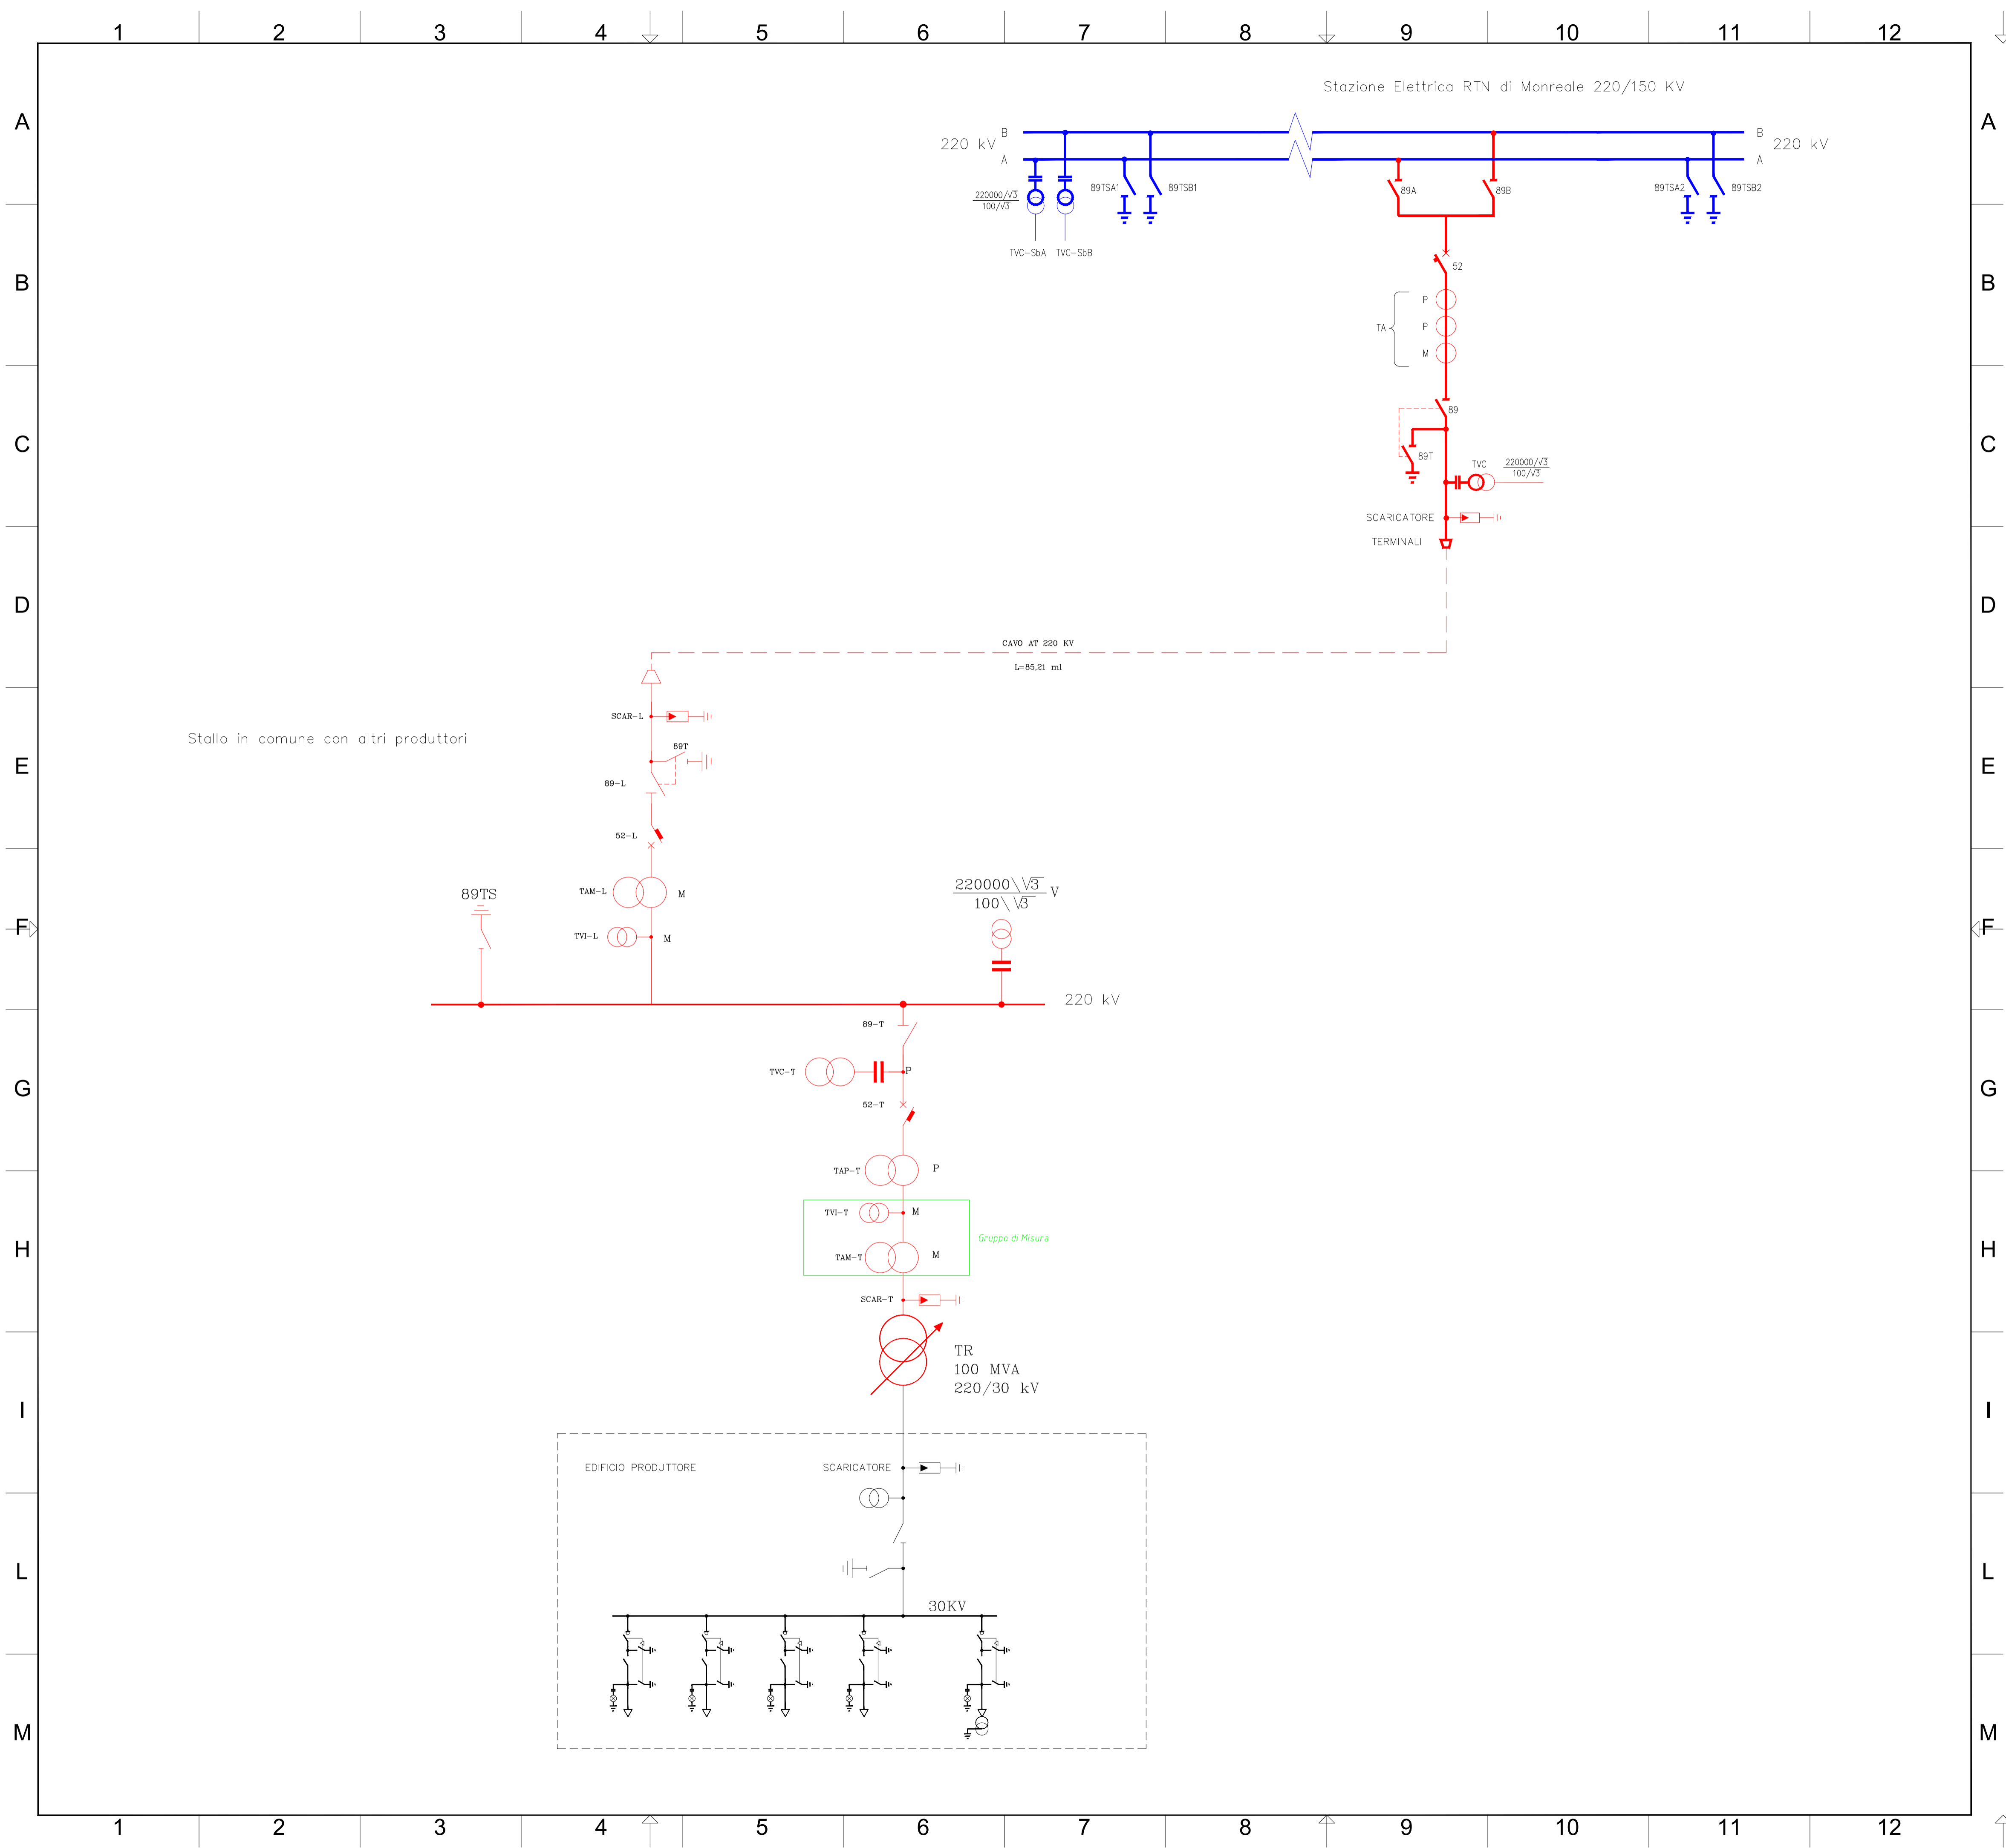 1 2 3 4 5 6 7 8 9 10 11 12
Stazione Elettrica RTN di Monreale 220/150 KV
A A
B B
220 kV 220 kV
A A
220000/√3
100/√3
89TSA1 89TSB1
89A 89B
89TSA2 89TSB2
TVC-SbA TVC-SbB
52
B B
P
TA P
M
89
C C
89T
TVC 220000/√3
100/√3
SCARICATORE
TERMINALI
D D
CAVO AT 220 KV
L=85,21 ml
SCAR-L
Stallo in comune con altri produttori
89T
E E
89-L
52-L
89TS
TAM-L M
220000\√3 V
100\√3
F F
TVI-L M
220 kV
89-T
TVC-T P
G G
52-T
TAP-T P
TVI-T M
Gruppo di Misura
H H
TAM-T M
SCAR-T
TR
100 MVA
220/30 kV
I I
EDIFICIO PRODUTTORE SCARICATORE
L L
30KV
M M
1 2 3 4 5 6 7 8 9 10 11 12